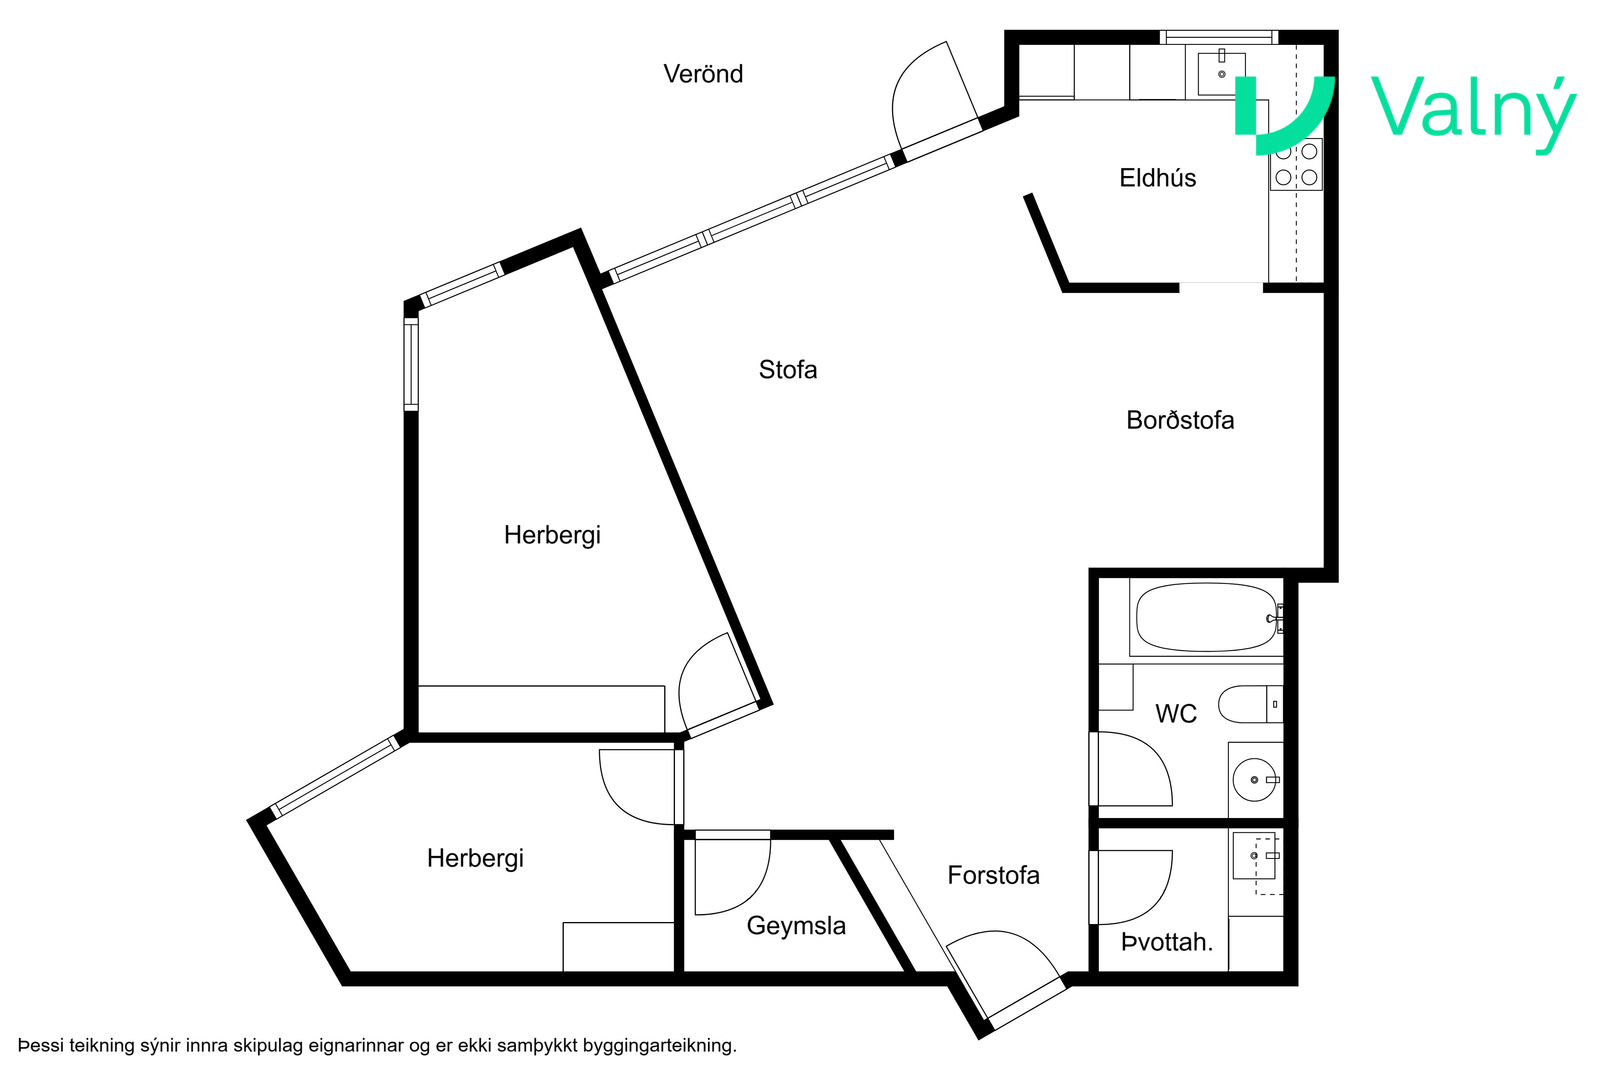 Verönd
Valný
Eldhús
Stofa
Borðstofa
Herbergi
WC
Herbergi
Forstofa
Geymsla
Þvottah.
Þessi teikning sýnir innra skipulag eignarinnar og er ekki samþykkt byggingarteikning.